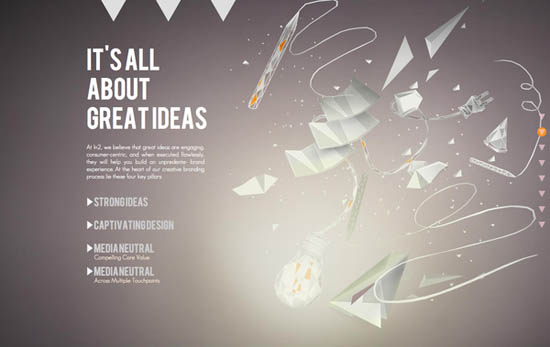 IT'S ALL
ABOUT
GREAT IDEAS
At In2, we believe that great ideas are engaging,
consumer-centric, and when executed flawlessly,
they will help you build an unpredente- brand
experience. At the heart of our creative branding
process lie these four key pillars:
STRONG IDEAS
CAPTIVATING DESIGN
MEDIA NEUTRAL
Compelling Core Value
MEDIA NEUTRAL
Across Multiple Touchpoints